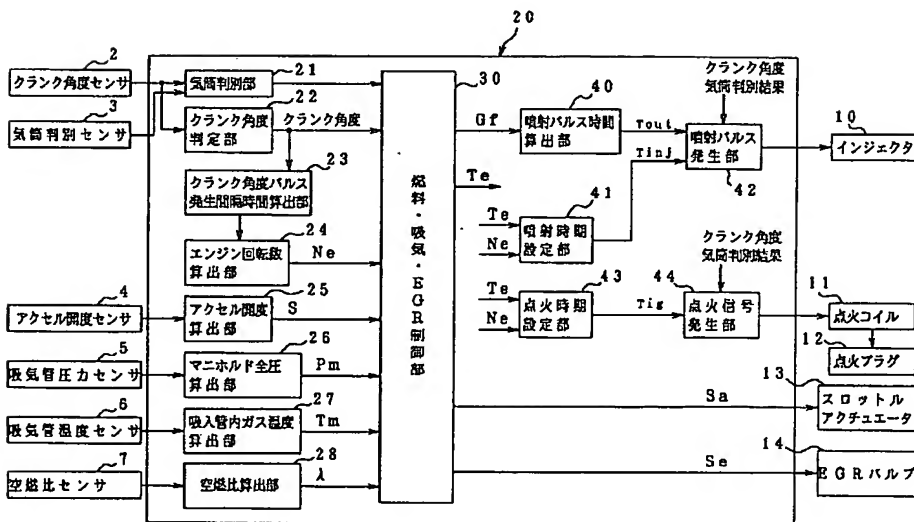 20
2
クランク角度センサ
3
気筒判別センサ
21
気筒判別部
22
クランク角度
判定部
クランク角度
23
クランク角度パルス
発生間隔時間算出部
24
エンジン回転数
算出部
Ne
4
アクセル開度センサ
25
アクセル開度
算出部
S
5
吸気管圧力センサ
26
マニホルド全圧
算出部
Pm
6
吸気管温度センサ
27
吸入管内ガス温度
算出部
Tm
7
空燃比センサ
28
空燃比算出部
λ
30
燃料・吸気・EGR制御部
Gf
40
噴射パルス時間
算出部
Tout
Tinj
クランク角度
気筒判別結果
噴射パルス
発生部
42
10
インジェクタ
Te
Te
Ne
41
噴射時期
設定部
クランク角度
気筒判別結果
Te
Ne
43
点火時期
設定部
Tig
44
点火信号
発生部
11
点火コイル
12
点火プラグ
13
Sa
スロットル
アクチュエータ
14
Se
EGRバルブ